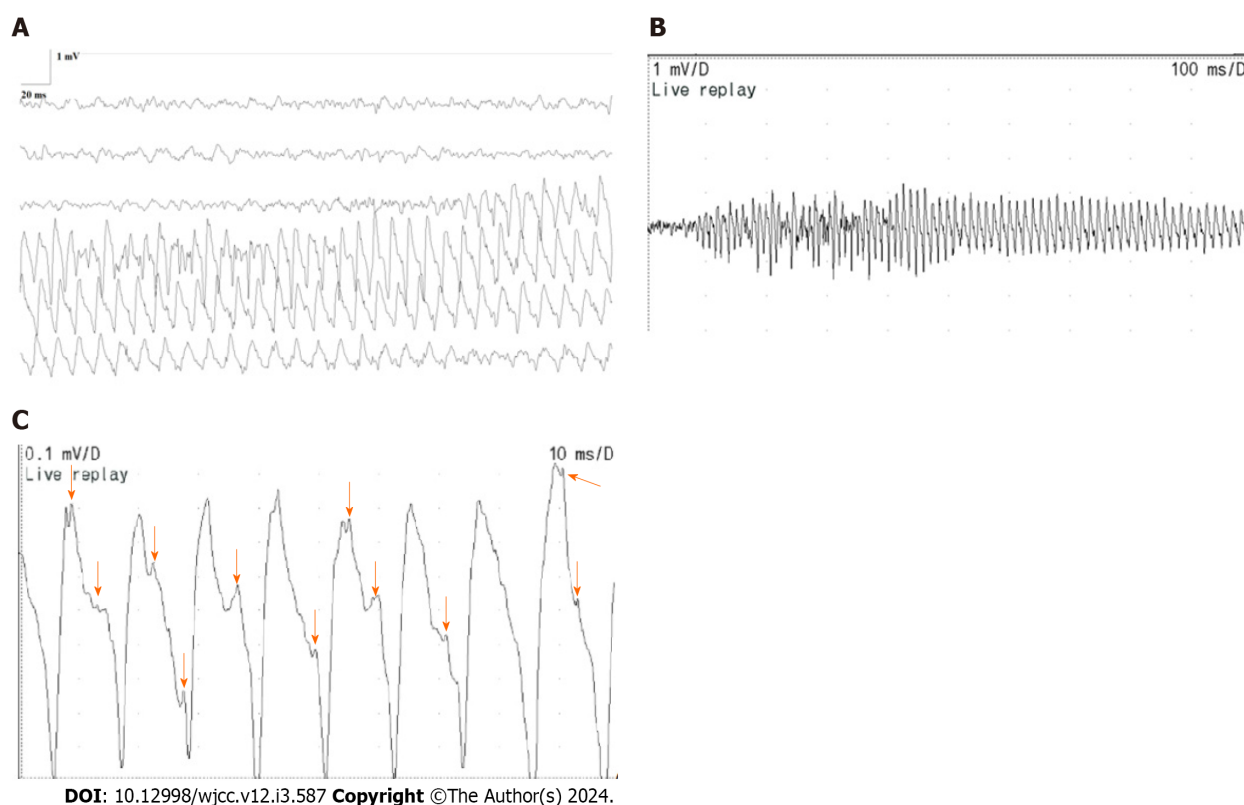 A
1 mV
20 ms
B
1 mV/D 100 ms/D
Live replay
C
0.1 mV/D 10 ms/D
Live replay
DOI: 10.12998/wjcc.v12.i3.587 Copyright ©The Author(s) 2024.